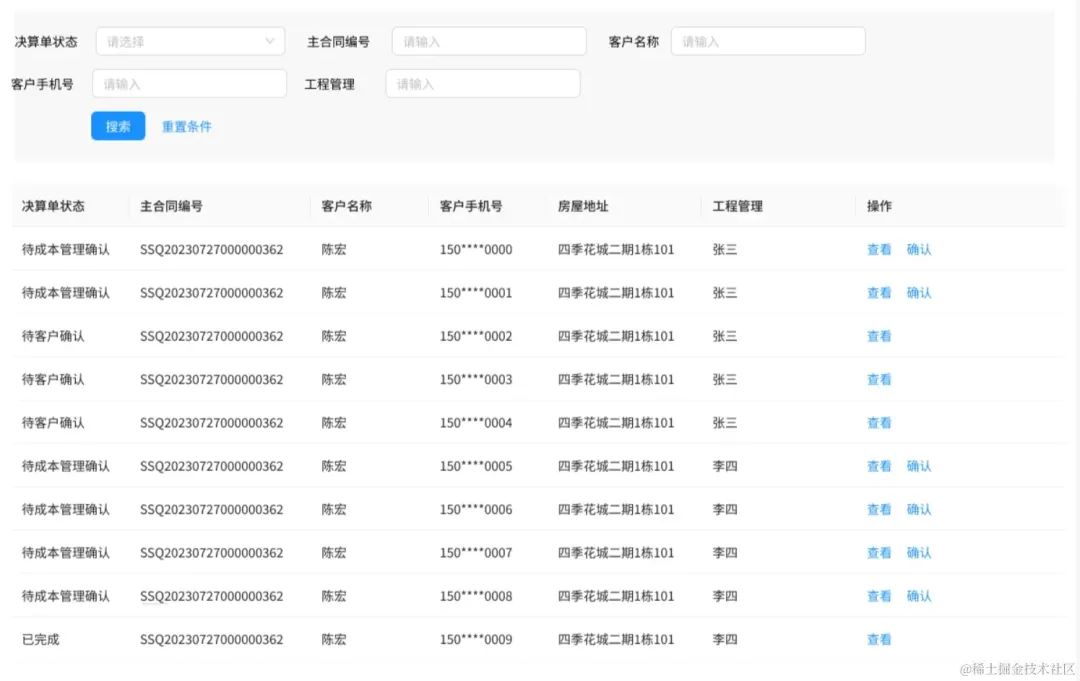 决算单状态 请选择 主合同编号 请输入 客户名称 请输入
客户手机号 请输入 工程管理 请输入
搜索 重置条件
决算单状态 主合同编号 客户名称 客户手机号 房屋地址 工程管理 操作
待成本管理确认 SSQ20230727000000362 陈宏 150****0000 四季花城二期1栋101 张三 查看 确认
待成本管理确认 SSQ20230727000000362 陈宏 150****0001 四季花城二期1栋101 张三 查看 确认
待客户确认 SSQ20230727000000362 陈宏 150****0002 四季花城二期1栋101 张三 查看
待客户确认 SSQ20230727000000362 陈宏 150****0003 四季花城二期1栋101 张三 查看
待客户确认 SSQ20230727000000362 陈宏 150****0004 四季花城二期1栋101 张三 查看
待成本管理确认 SSQ20230727000000362 陈宏 150****0005 四季花城二期1栋101 李四 查看 确认
待成本管理确认 SSQ20230727000000362 陈宏 150****0006 四季花城二期1栋101 李四 查看 确认
待成本管理确认 SSQ20230727000000362 陈宏 150****0007 四季花城二期1栋101 李四 查看 确认
待成本管理确认 SSQ20230727000000362 陈宏 150****0008 四季花城二期1栋101 李四 查看 确认
已完成 SSQ20230727000000362 陈宏 150****0009 四季花城二期1栋101 李四 查看
@稀土掘金技术社区